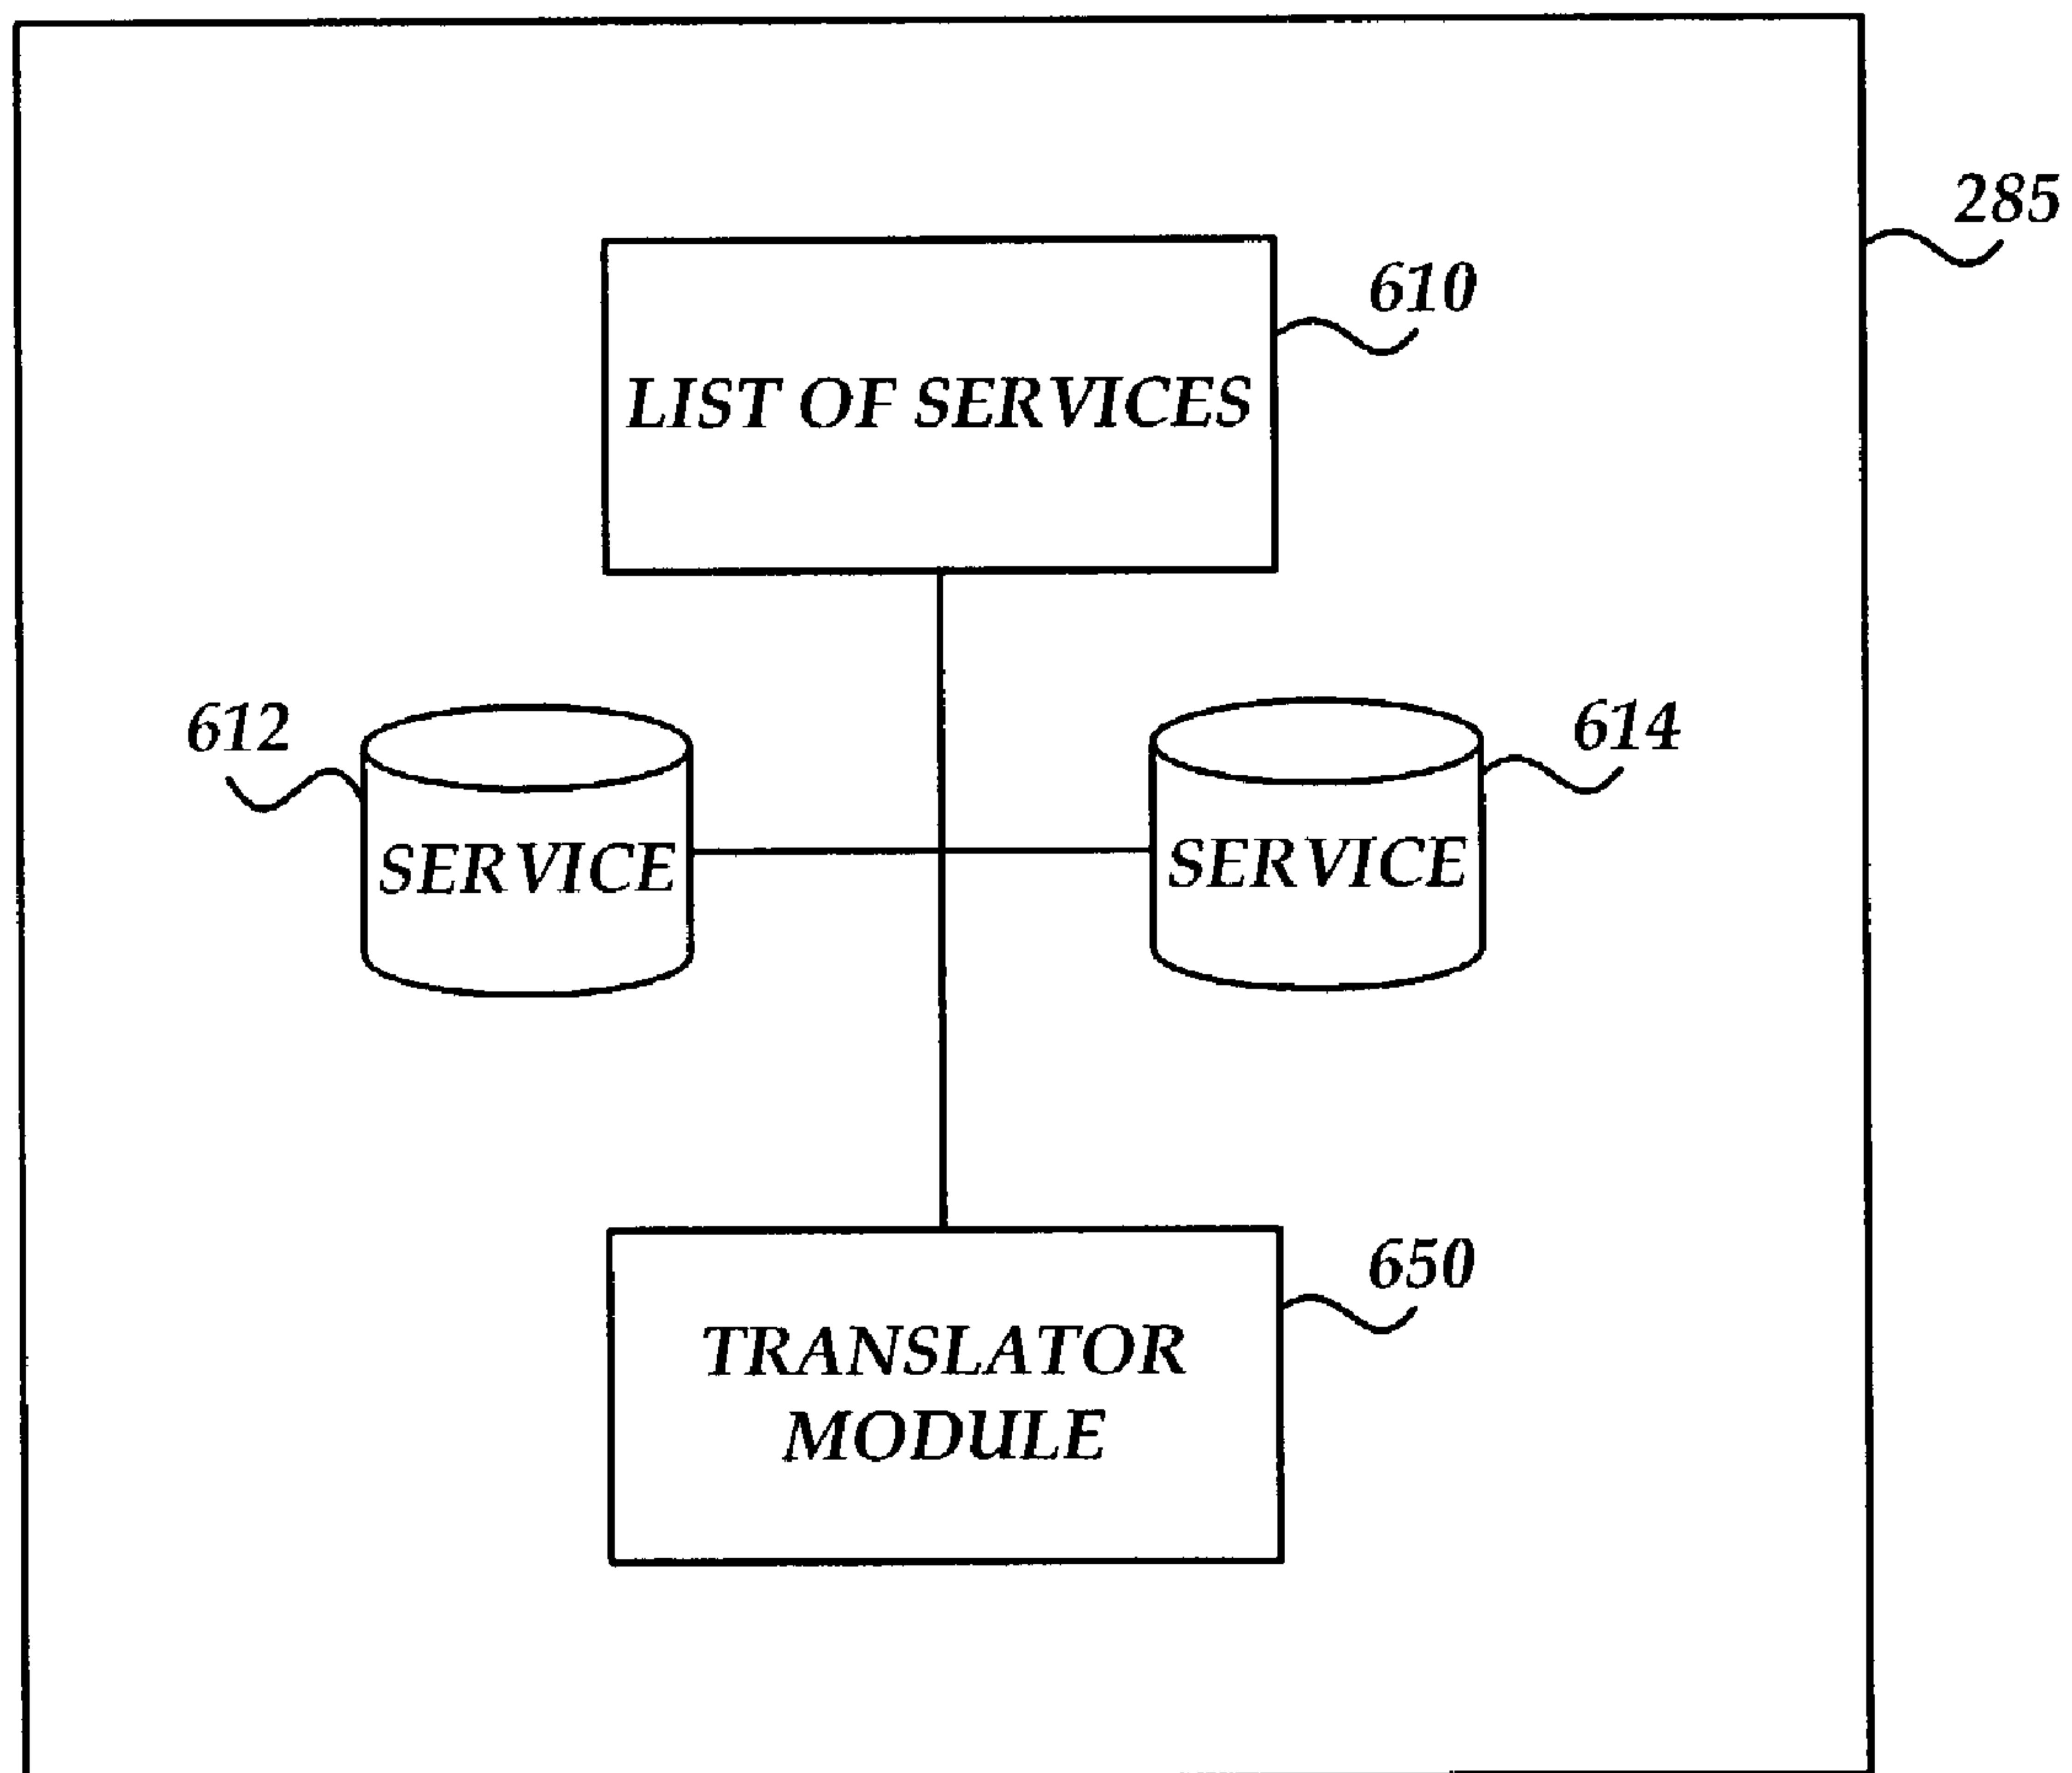 285
610
LIST OF SERVICES
612
614
SERVICE
SERVICE
650
TRANSLATOR
MODULE